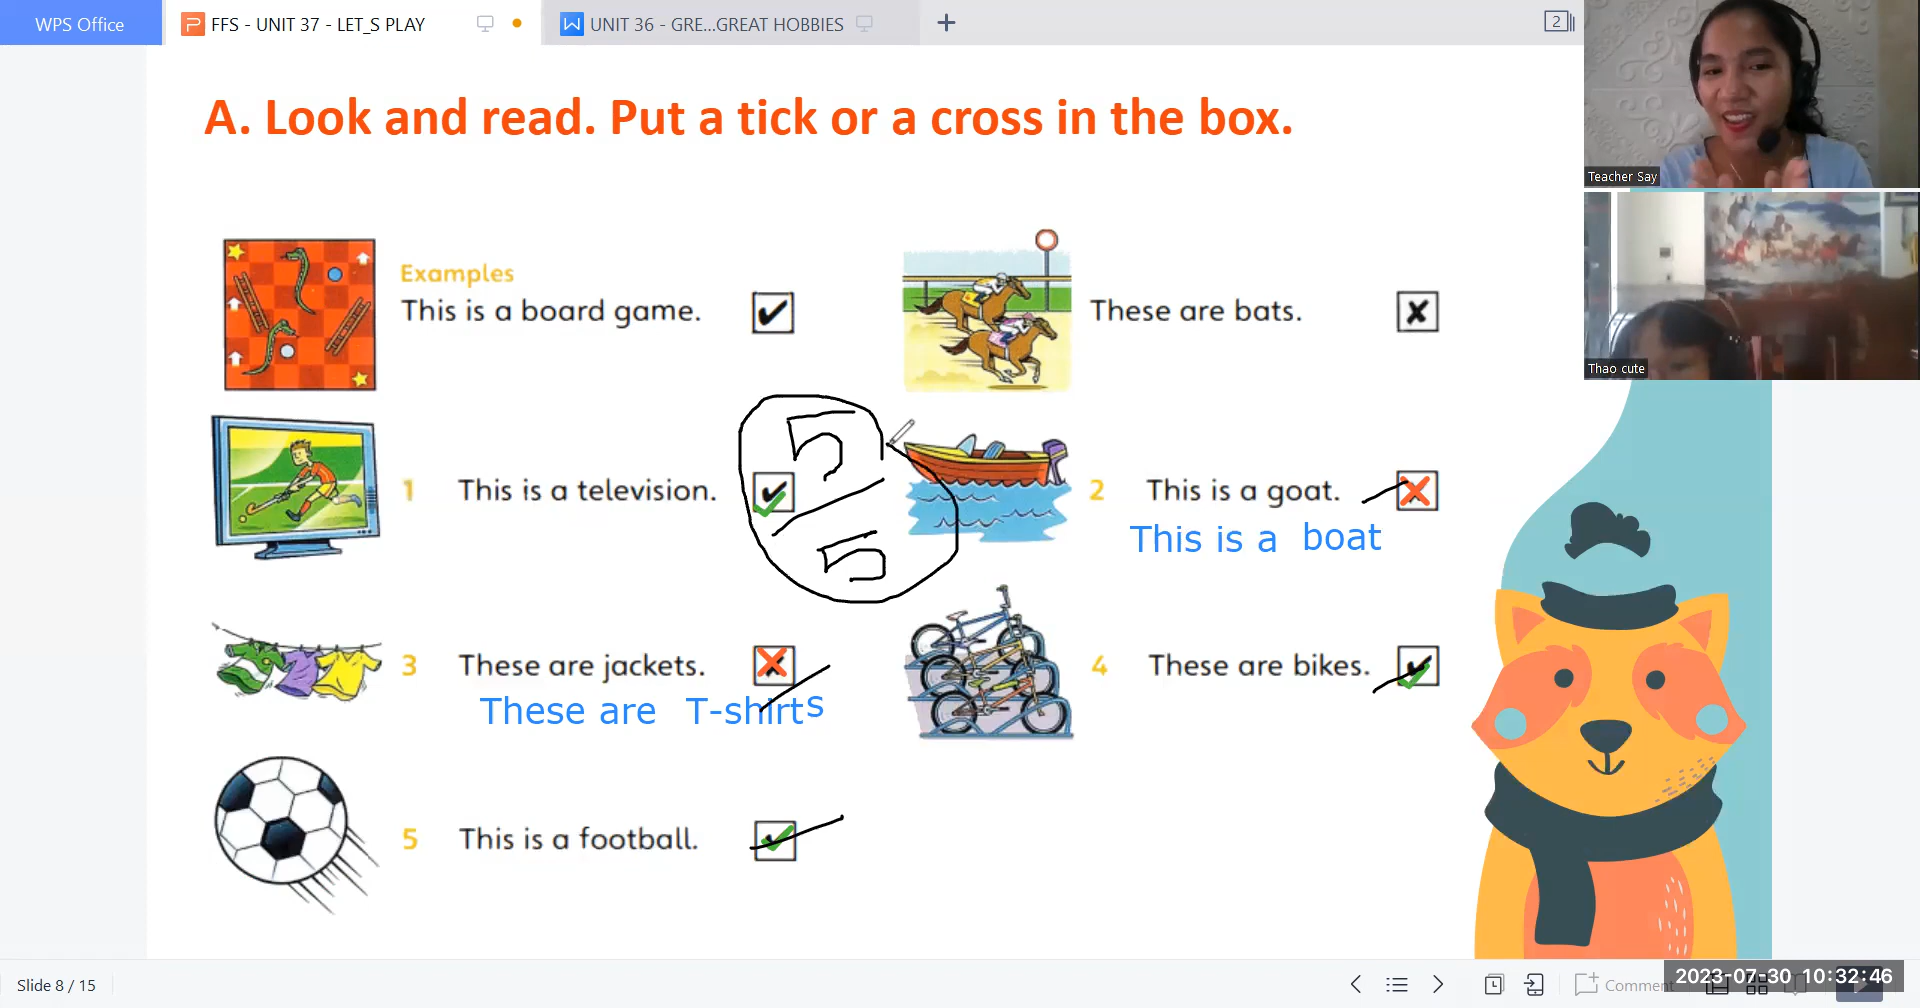 WPS Office
FFS - UNIT 37 - LET_S PLAY
UNIT 36 - GRE...GREAT HOBBIES
2
A. Look and read. Put a tick or a cross in the box.
Teacher Say
Thao cute
Examples
This is a board game.
These are bats.
5
5
1 This is a television.
2 This is a goat.
This is a boat
3 These are jackets.
These are T-shirts
4 These are bikes.
5 This is a football.
Slide 8 / 15
Comment
2023-07-30 10:32:46